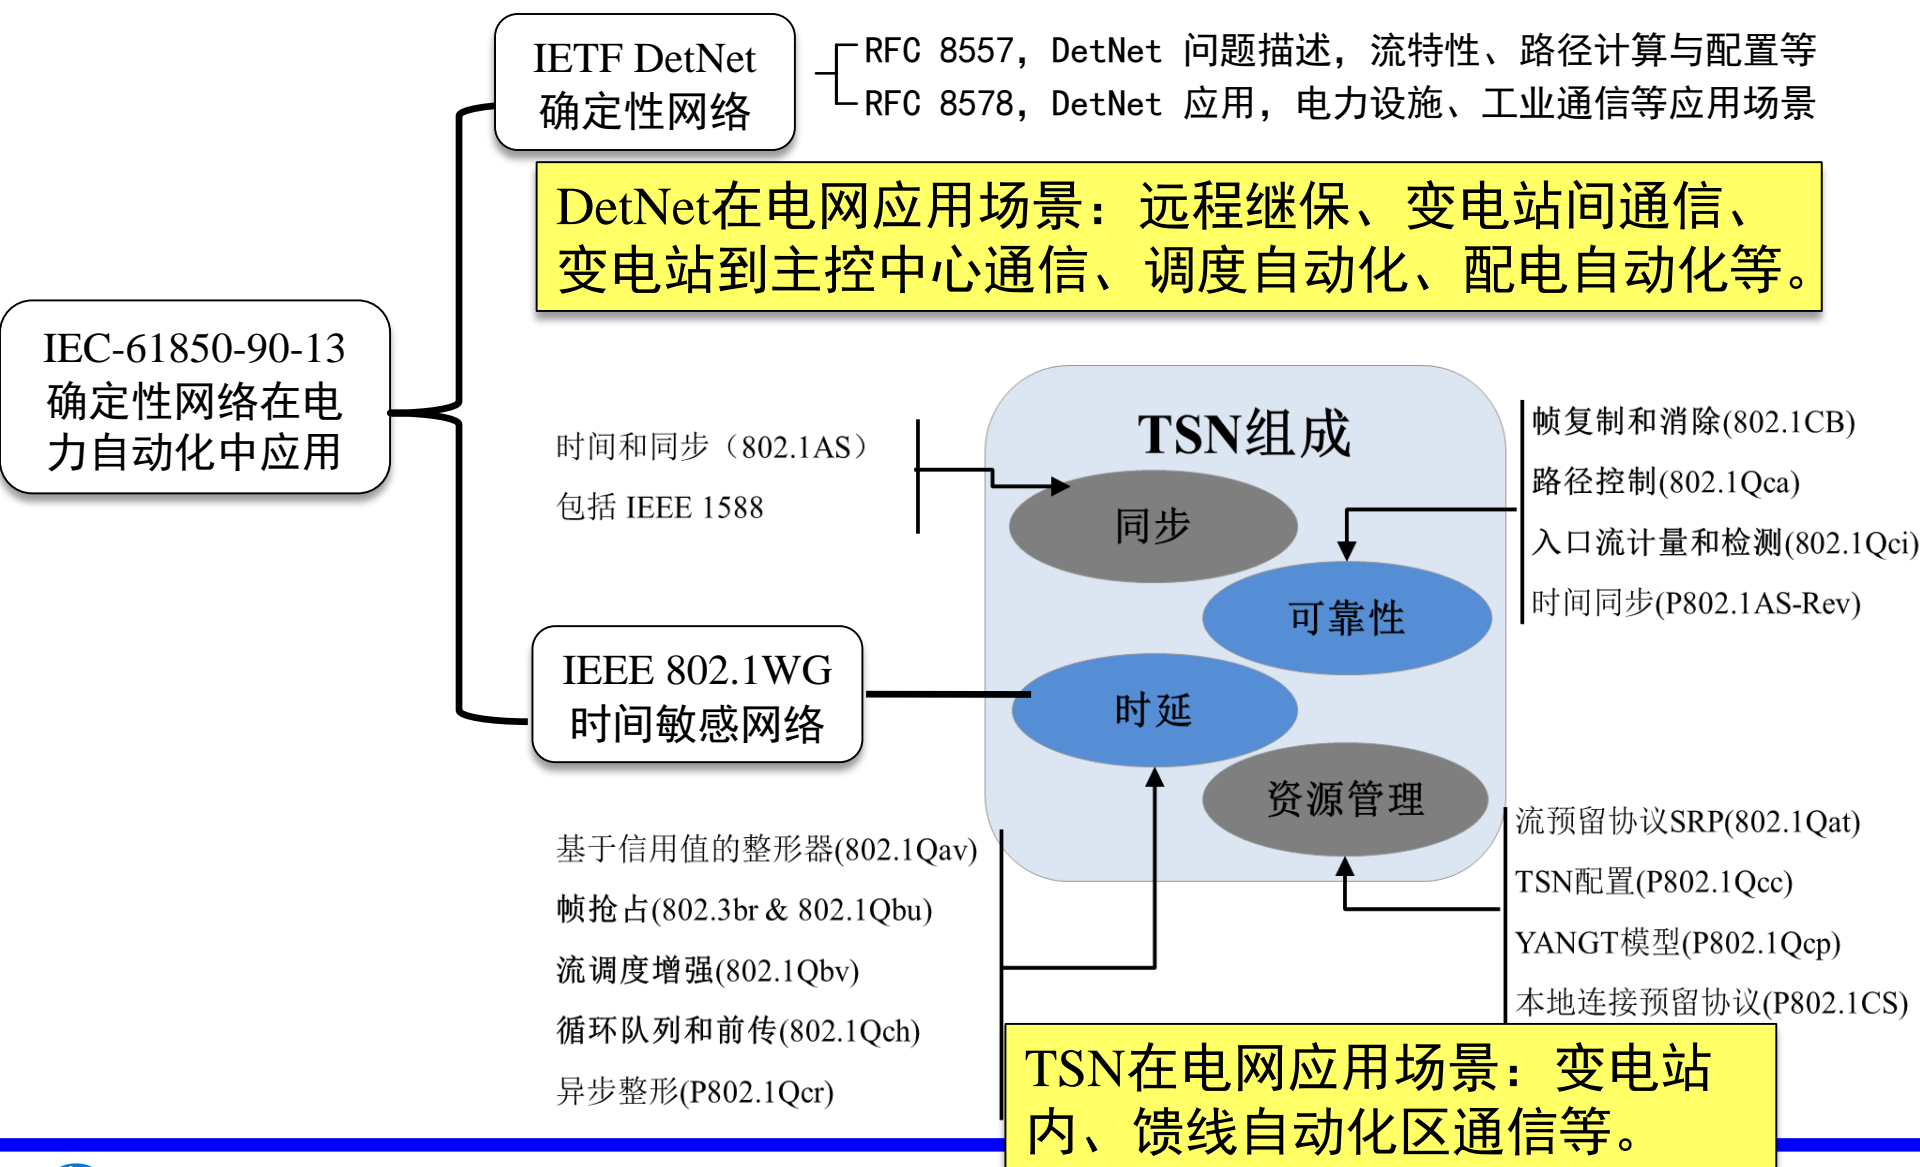 IETF DetNet
确定性网络
RFC 8557，DetNet 问题描述，流特性、路径计算与配置等
RFC 8578，DetNet 应用，电力设施、工业通信等应用场景
DetNet在电网应用场景：远程继保、变电站间通信、
变电站到主控中心通信、调度自动化、配电自动化等。
IEC-61850-90-13
确定性网络在电
力自动化中应用
TSN组成
时间和同步（802.1AS）
包括 IEEE 1588
同步
帧复制和消除(802.1CB)
路径控制(802.1Qca)
入口流计量和检测(802.1Qci)
时间同步(P802.1AS-Rev)
可靠性
IEEE 802.1WG
时间敏感网络
时延
资源管理
基于信用值的整形器(802.1Qav)
帧抢占(802.3br & 802.1Qbu)
流调度增强(802.1Qbv)
循环队列和前传(802.1Qch)
异步整形(P802.1Qcr)
流预留协议SRP(802.1Qat)
TSN配置(P802.1Qcc)
YANGT模型(P802.1Qcp)
本地连接预留协议(P802.1CS)
TSN在电网应用场景：变电站
内、馈线自动化区通信等。